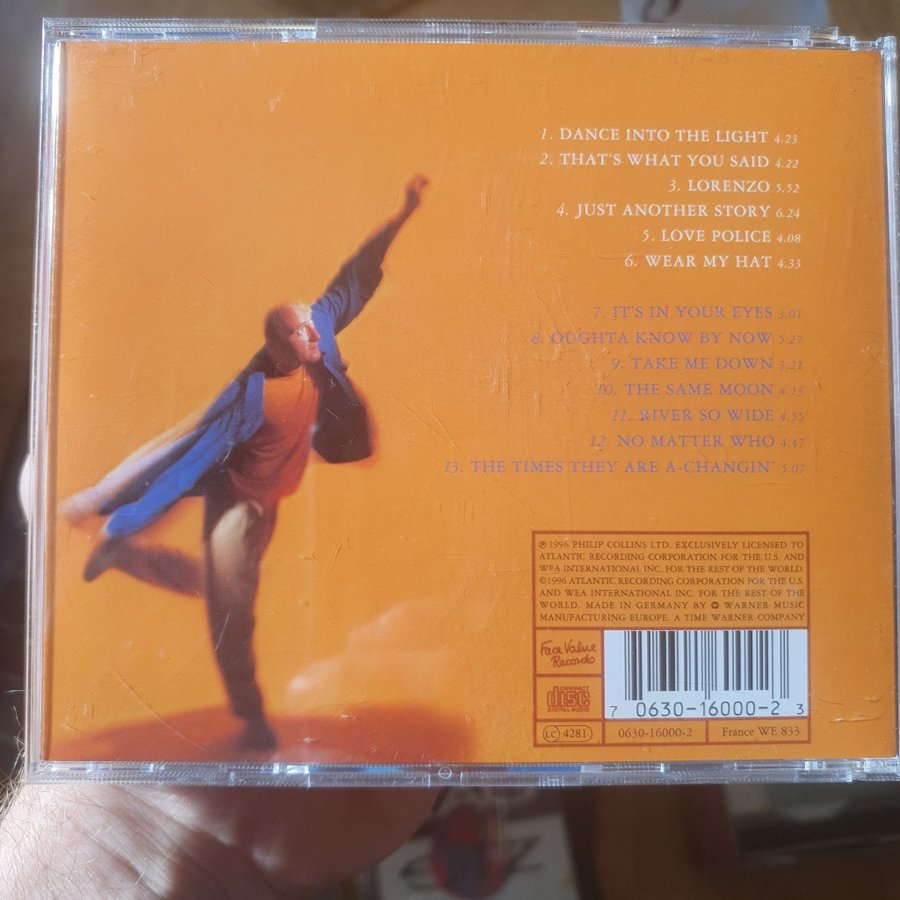 1. DANCE INTO THE LIGHT 4.23
2. THAT'S WHAT YOU SAID 4.22
3. LORENZO 5.52
4. JUST ANOTHER STORY 6.24
5. LOVE POLICE 4.08
6. WEAR MY HAT 4.33
7. IT'S IN YOUR EYES 3.01
8. OUGHTA KNOW BY NOW 5.27
9. TAKE ME DOWN 3.21
10. THE SAME MOON 4.13
11. RIVER SO WIDE 4.55
12. NO MATTER WHO 4.47
13. THE TIMES THEY ARE A-CHANGIN' 5.07
℗ 1996 PHILIP COLLINS LTD. EXCLUSIVELY LICENSED TO
ATLANTIC RECORDING CORPORATION FOR THE U.S. AND
WEA INTERNATIONAL INC. FOR THE REST OF THE WORLD.
©1996 ATLANTIC RECORDING CORPORATION FOR THE U.S.
AND WEA INTERNATIONAL INC. FOR THE REST OF THE
WORLD. MADE IN GERMANY BY WARNER MUSIC
MANUFACTURING EUROPE. A TIME WARNER COMPANY
Face Value
Records
COMPACT
disc
DIGITAL AUDIO
7 0630-16000-2 3
LC 4281
0630-16000-2
France WE 833